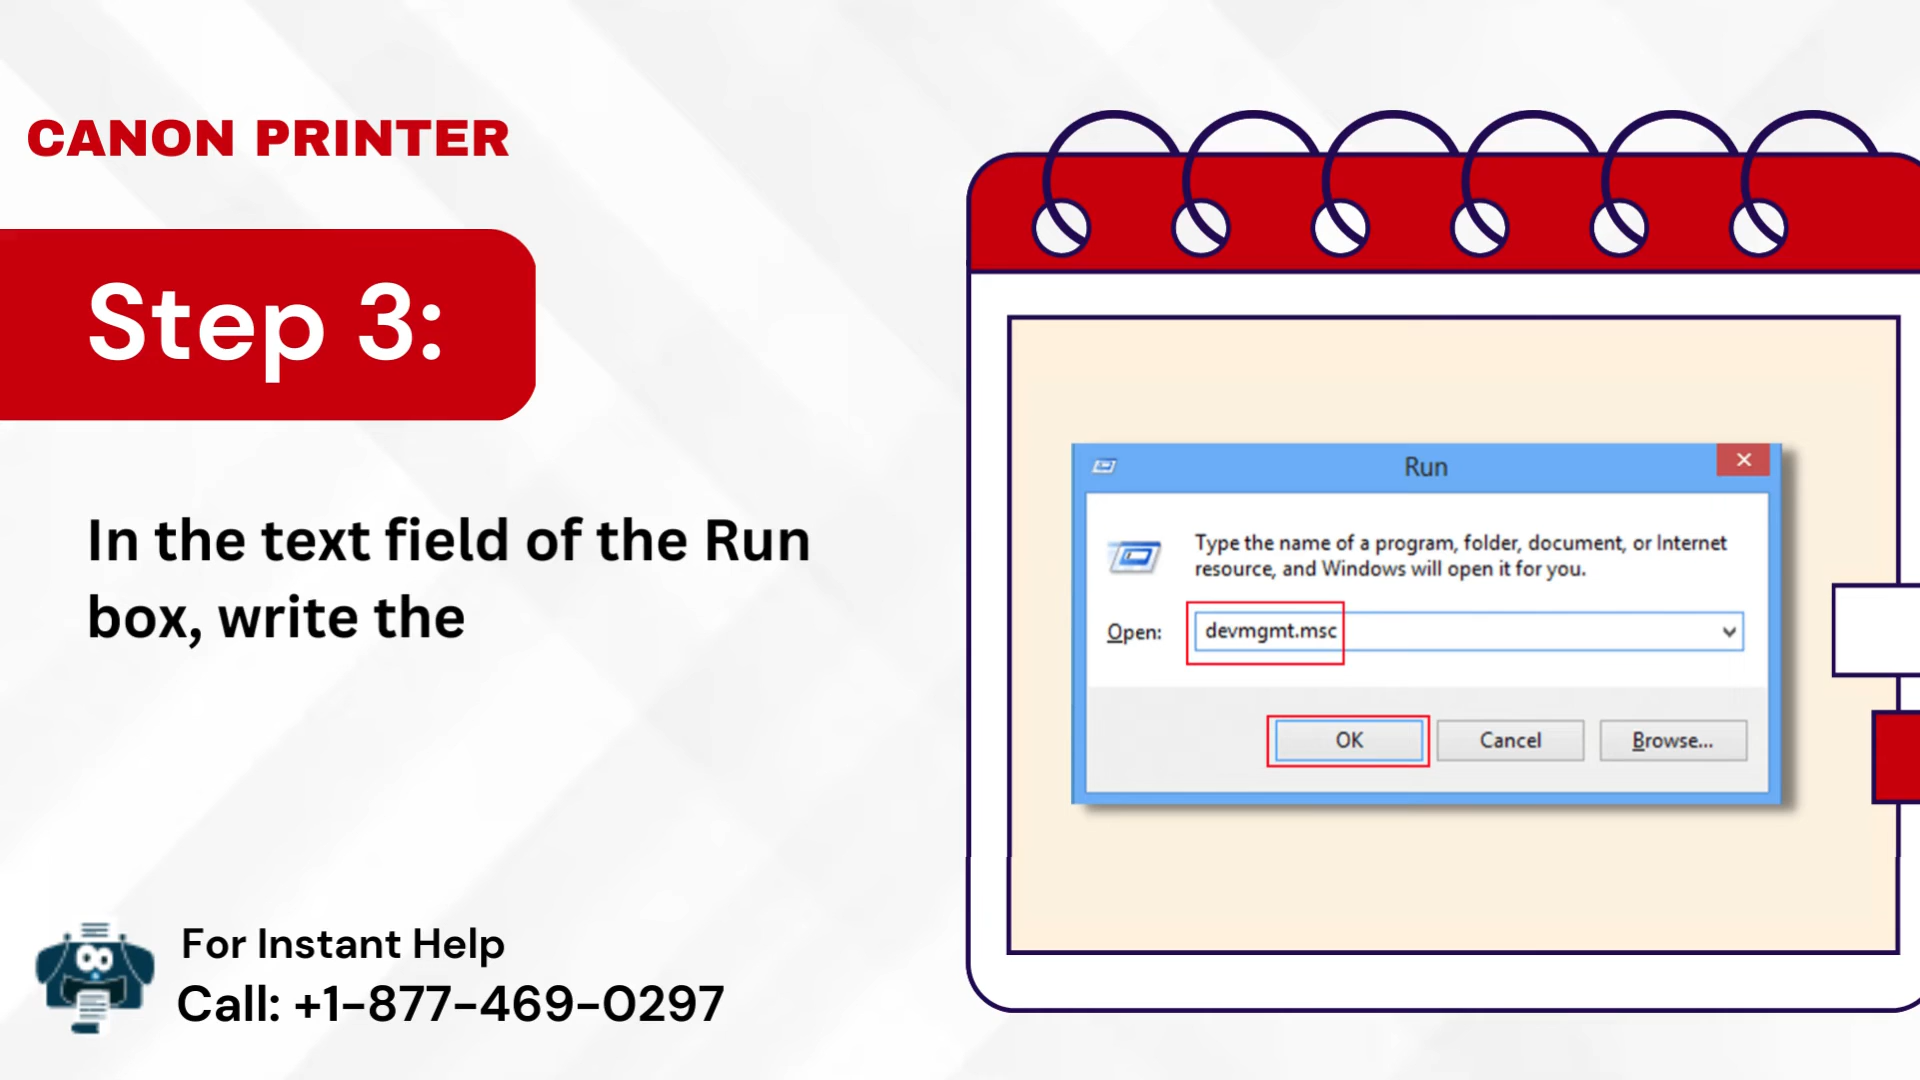 CANON PRINTER
Step 3:
In the text field of the Run
box, write the
For Instant Help
Call: +1-877-469-0297
Run
Type the name of a program, folder, document, or Internet
resource, and Windows will open it for you.
Open: devmgmt.msc
OK Cancel Browse...